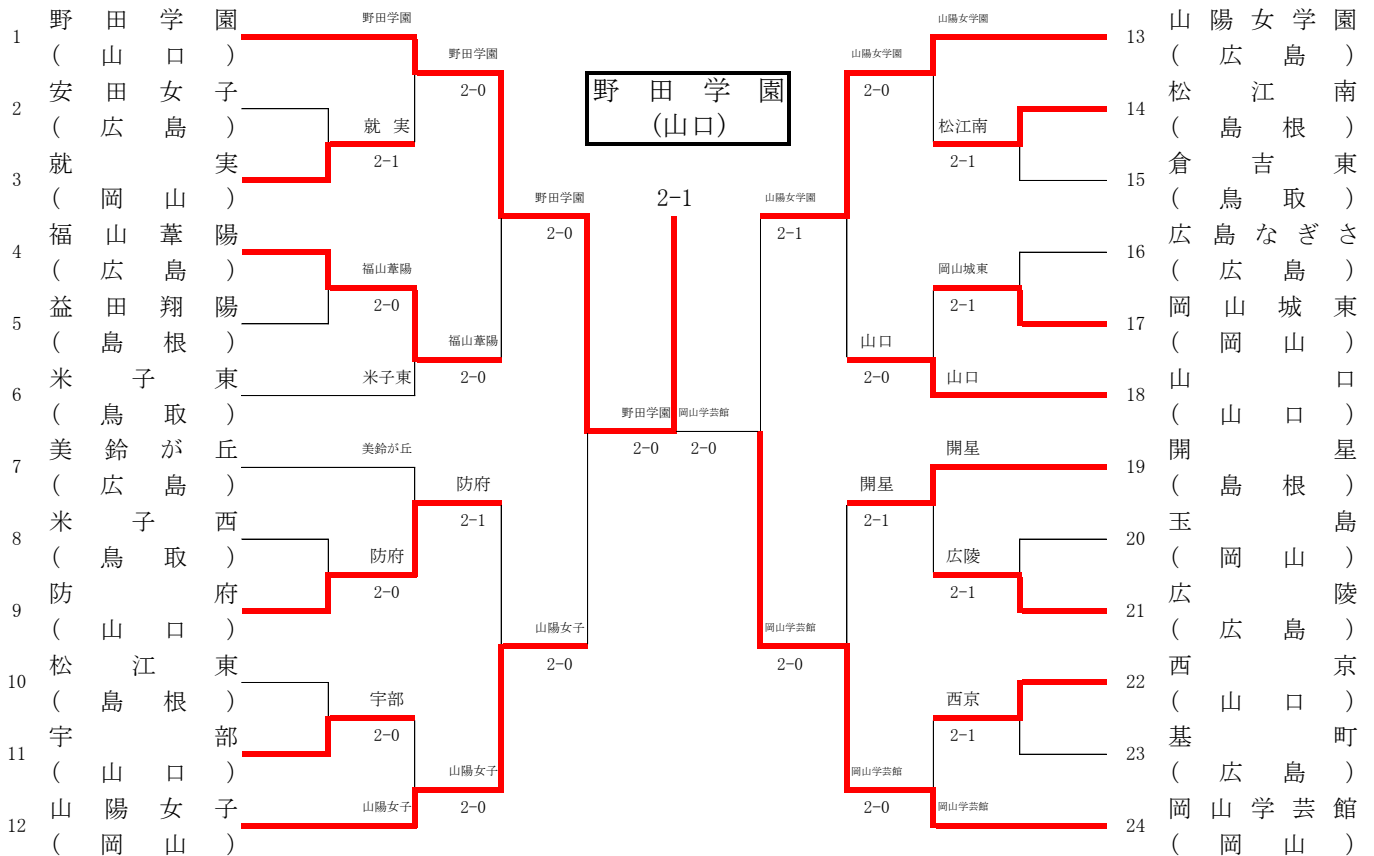 1 野田学園
(山口)
2 安田女子
(広島)
3 就実
(岡山)
4 福山葦陽
(広島)
5 益田翔陽
(島根)
6 米子東
(鳥取)
7 美鈴が丘
(広島)
8 米子西
(鳥取)
9 防府
(山口)
10 松江東
(島根)
11 宇部
(山口)
12 山陽女子
(岡山)
野田学園
就実
2-1
福山葦陽
2-0
米子東
美鈴が丘
防府
2-0
宇部
2-0
山陽女子
野田学園
2-0
福山葦陽
2-0
防府
2-1
山陽女子
2-0
野田学園
2-0
山陽女子
2-0
野田学園
2-0
野田学園
(山口)
2-1
岡山学芸館
2-0
山陽女学園
2-1
岡山学芸館
2-0
山陽女学園
2-0
山口
2-0
開星
2-1
岡山学芸館
2-0
山陽女学園
松江南
2-1
岡山城東
2-1
山口
開星
広陵
2-1
西京
2-1
岡山学芸館
13 山陽女学園
(広島)
14 松江南
(島根)
15 倉吉東
(鳥取)
16 広島なぎさ
(広島)
17 岡山城東
(岡山)
18 山口
(山口)
19 開星
(島根)
20 玉島
(岡山)
21 広陵
(広島)
22 西京
(山口)
23 基町
(広島)
24 岡山学芸館
(岡山)